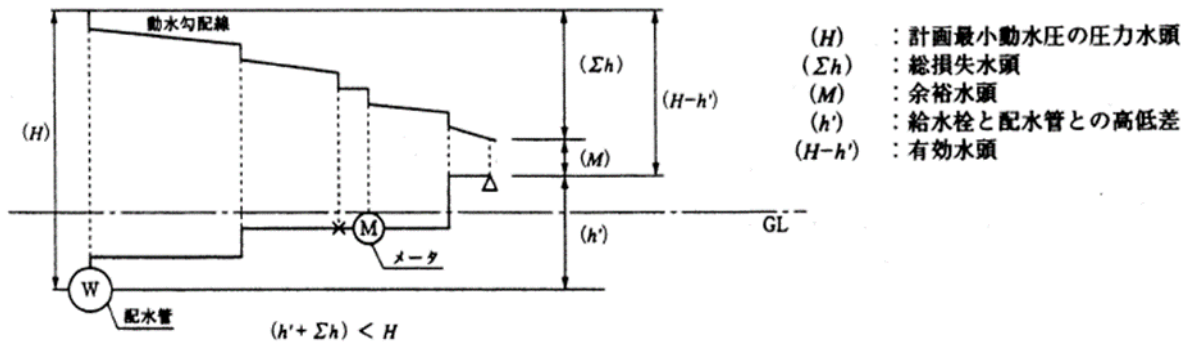 動水勾配線
(H)
(Σh)
(H−h')
(M)
(h')
GL
M
メータ
W
配水管
(h'+Σh) < H
(H) :計画最小動水圧の圧力水頭
(Σh) :総損失水頭
(M) :余裕水頭
(h') :給水栓と配水管との高低差
(H−h') :有効水頭